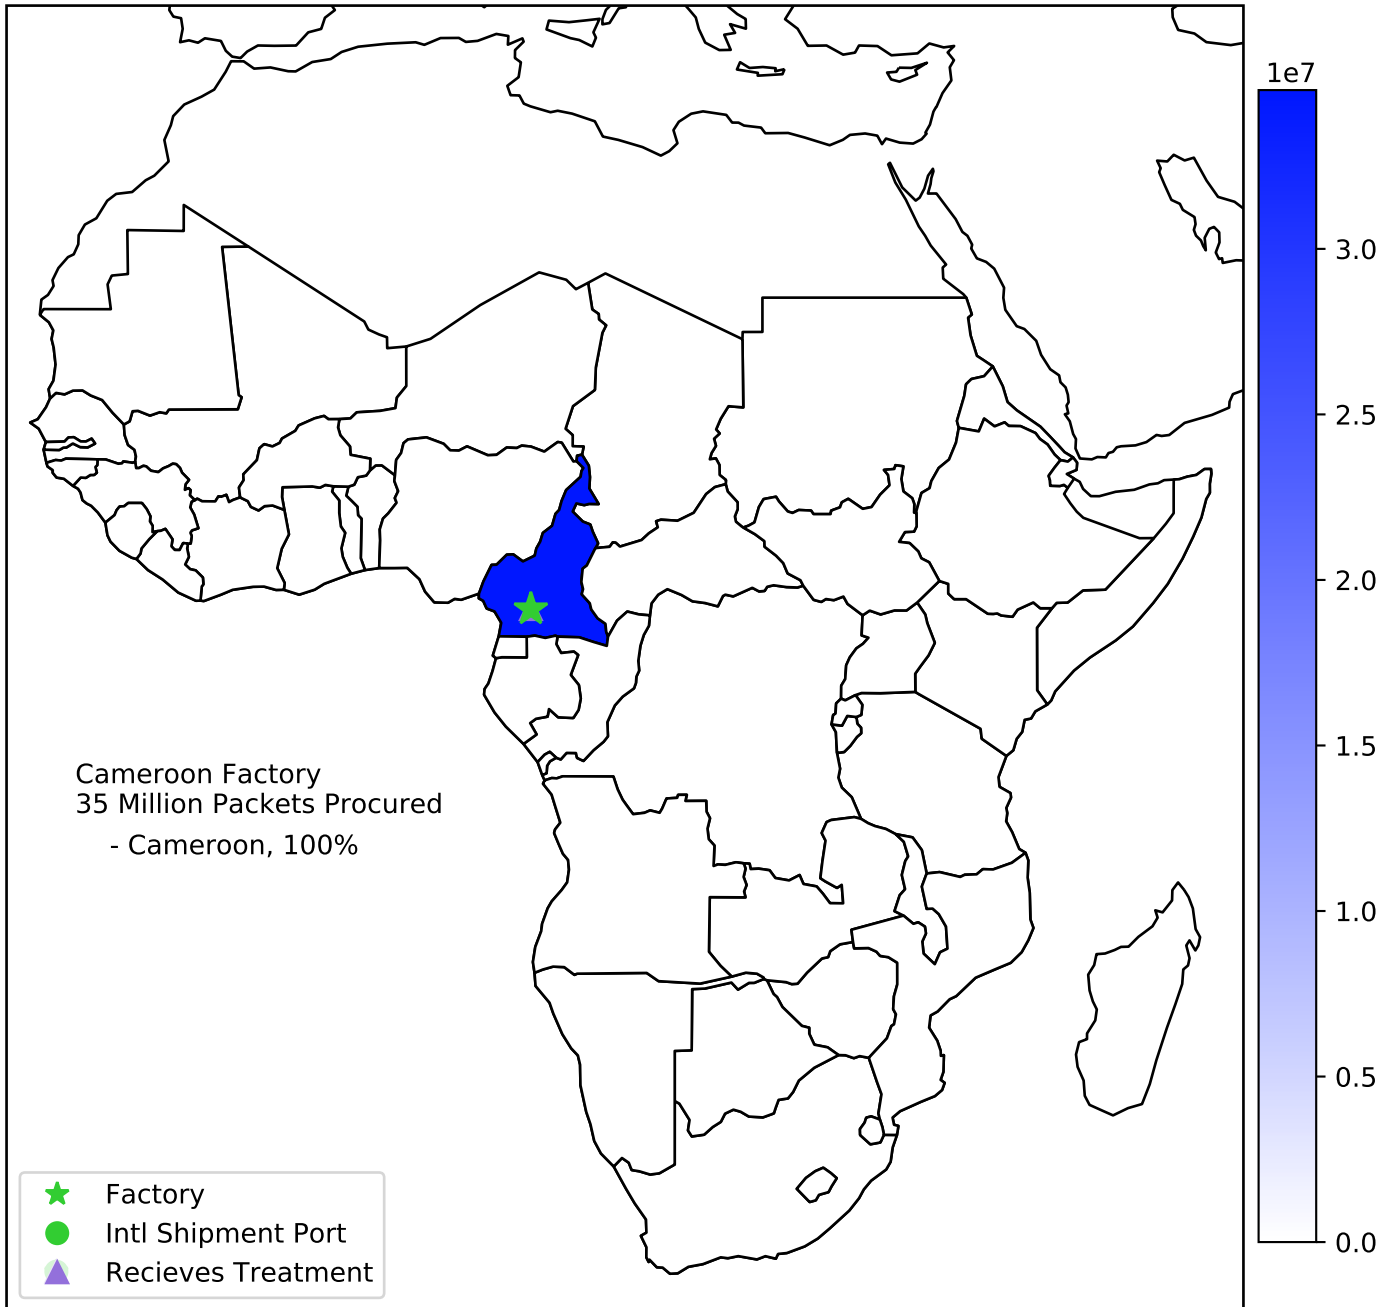 1e7
3.0
2.5
2.0
1.5
1.0
0.5
0.0
Cameroon Factory
35 Million Packets Procured
- Cameroon, 100%
Factory
Intl Shipment Port
Recieves Treatment